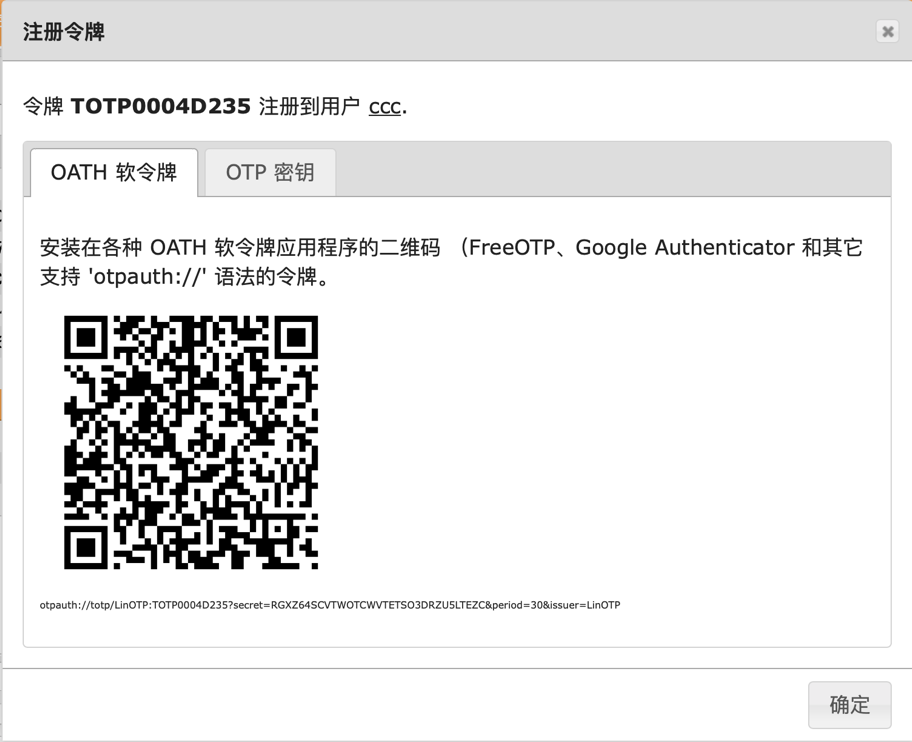 注册令牌
令牌 TOTP0004D235 注册到用户 ccc.
OATH 软令牌
OTP 密钥
安装在各种 OATH 软令牌应用程序的二维码 （FreeOTP、Google Authenticator 和其它
支持 'otpauth://' 语法的令牌。
otpauth://totp/LinOTP:TOTP0004D235?secret=RGXZ64SCVTWOTCWVTETSO3DRZU5LTEZC&period=30&issuer=LinOTP
确定